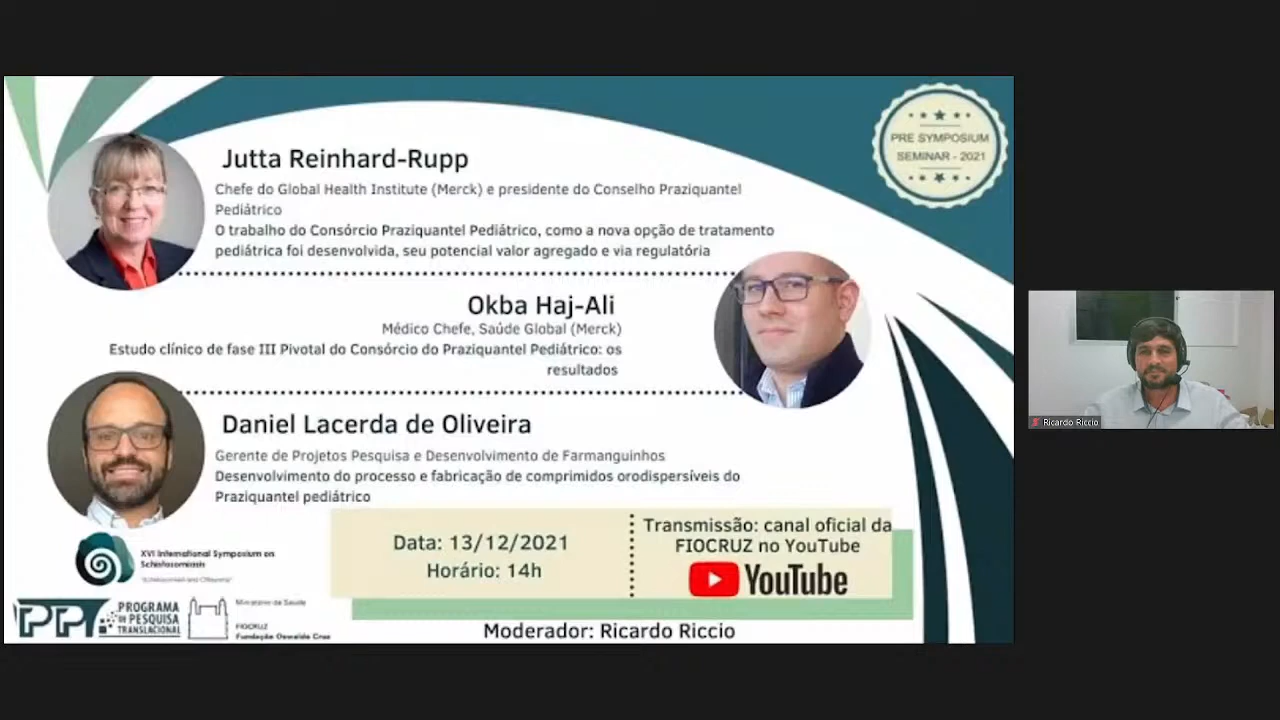 PRE SYMPOSIUM
SEMINAR - 2021
Jutta Reinhard-Rupp
Chefe do Global Health Institute (Merck) e presidente do Conselho Praziquantel
Pediátrico
O trabalho do Consórcio Praziquantel Pediátrico, como a nova opção de tratamento
pediátrica foi desenvolvida, seu potencial valor agregado e via regulatória
Okba Haj-Ali
Médico Chefe, Saúde Global (Merck)
Estudo clínico de fase III Pivotal do Consórcio do Praziquantel Pediátrico: os
resultados
Daniel Lacerda de Oliveira
Gerente de Projetos Pesquisa e Desenvolvimento de Farmanguinhos
Desenvolvimento do processo e fabricação de comprimidos orodispersíveis do
Praziquantel pediátrico
Data: 13/12/2021
Horário: 14h
Transmissão: canal oficial da
FIOCRUZ no YouTube
YouTube
XVI International Symposium on
Schistosomiasis
PPT
PROGRAMA
DE PESQUISA
TRANSLACIONAL
Ministério da Saúde
FIOCRUZ
Fundação Oswaldo Cruz
Moderador: Ricardo Riccio
Ricardo Riccio